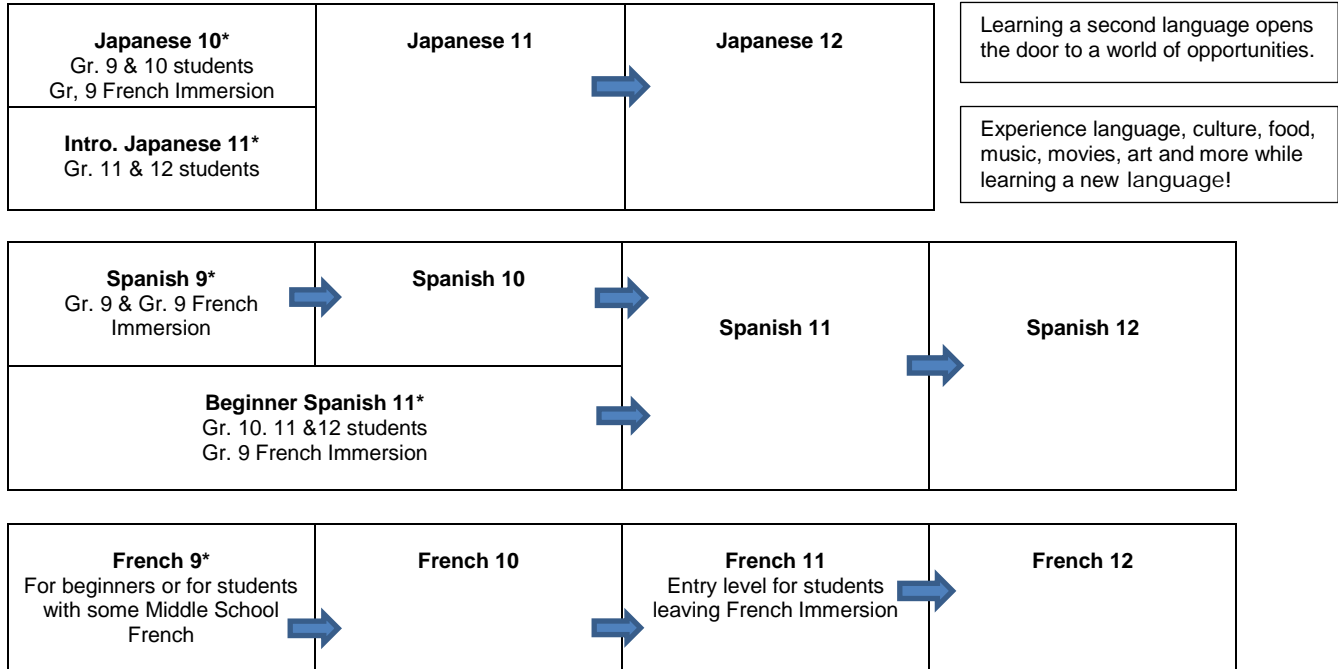 Japanese 10*
Gr. 9 & 10 students
Gr, 9 French Immersion
Intro. Japanese 11*
Gr. 11 & 12 students
Japanese 11
Japanese 12
Learning a second language opens
the door to a world of opportunities.
Experience language, culture, food,
music, movies, art and more while
learning a new language!
Spanish 9*
Gr. 9 & Gr. 9 French
Immersion
Spanish 10
Beginner Spanish 11*
Gr. 10. 11 &12 students
Gr. 9 French Immersion
Spanish 11
Spanish 12
French 9*
For beginners or for students
with some Middle School
French
French 10
French 11
Entry level for students
leaving French Immersion
French 12